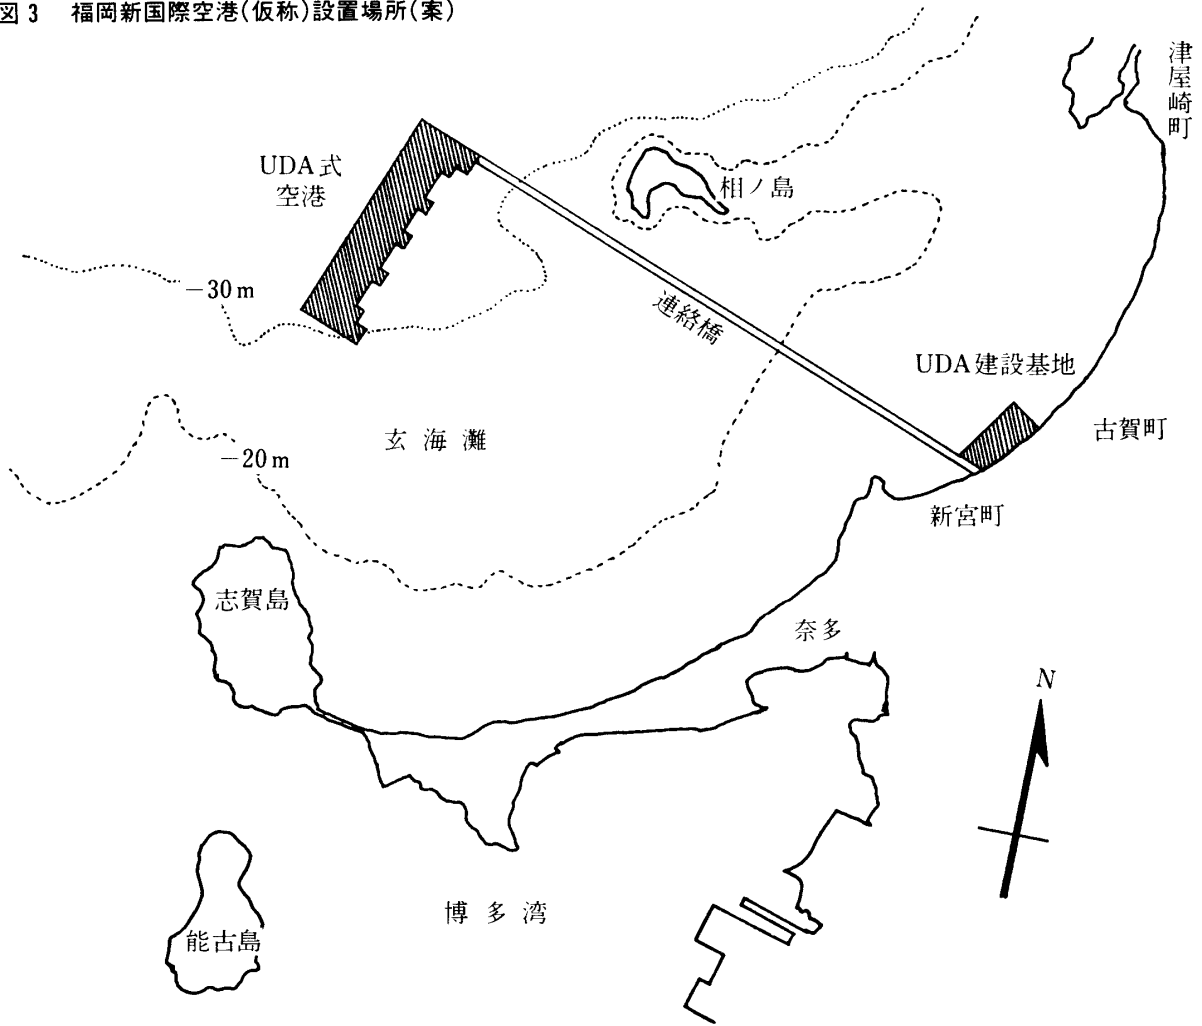 図3 福岡新国際空港(仮称)設置場所(案)
津屋崎町
UDA式
空港
相ノ島
−30m
連絡橋
UDA建設基地
古賀町
玄海灘
−20m
新宮町
志賀島
奈多
N
博多湾
能古島